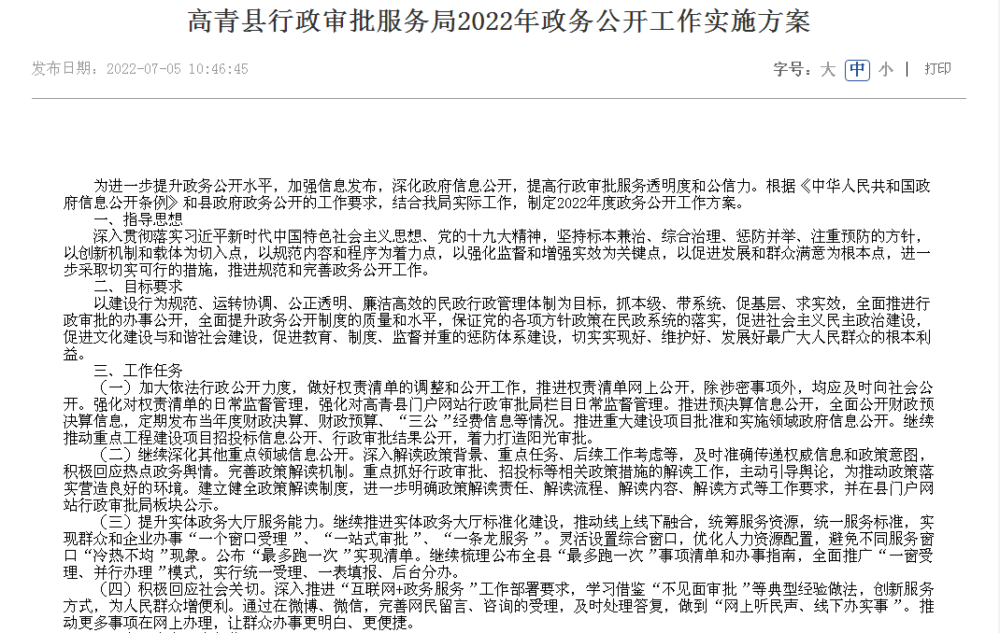 高青县行政审批服务局2022年政务公开工作实施方案
发布日期：2022-07-05 10:46:45
字号：大 中 小 | 打印
为进一步提升政务公开水平，加强信息发布，深化政府信息公开，提高行政审批服务透明度和公信力。根据《中华人民共和国政
府信息公开条例》和县政府政务公开的工作要求，结合我局实际工作，制定2022年度政务公开工作方案。
一、指导思想
深入贯彻落实习近平新时代中国特色社会主义思想、党的十九大精神，坚持标本兼治、综合治理、惩防并举、注重预防的方针，
以创新机制和载体为切入点，以规范内容和程序为着力点，以强化监督和增强实效为关键点，以促进发展和群众满意为根本点，进一
步采取切实可行的措施，推进规范和完善政务公开工作。
二、目标要求
以建设行为规范、运转协调、公正透明、廉洁高效的民政行政管理体制为目标，抓本级、带系统、促基层、求实效，全面推进行
政审批的办事公开，全面提升政务公开制度的质量和水平，保证党的各项方针政策在民政系统的落实，促进社会主义民主政治建设，
促进文化建设与和谐社会建设，促进教育、制度、监督并重的惩防体系建设，切实实现好、维护好、发展好最广大人民群众的根本利
益。
三、工作任务
（一）加大依法行政公开力度，做好权责清单的调整和公开工作，推进权责清单网上公开，除涉密事项外，均应及时向社会公
开。强化对权责清单的日常监督管理，强化对高青县门户网站行政审批局栏目日常监督管理。推进预决算信息公开，全面公开财政预
决算信息，定期发布当年度财政决算、财政预算、“三公 ”经费信息等情况。推进重大建设项目批准和实施领域政府信息公开。继续
推动重点工程建设项目招投标信息公开、行政审批结果公开，着力打造阳光审批。
（二）继续深化其他重点领域信息公开。深入解读政策背景、重点任务、后续工作考虑等，及时准确传递权威信息和政策意图，
积极回应热点政务舆情。完善政策解读机制。重点抓好行政审批、招投标等相关政策措施的解读工作，主动引导舆论，为推动政策落
实营造良好的环境。建立健全政策解读制度，进一步明确政策解读责任、解读流程、解读内容、解读方式等工作要求，并在县门户网
站行政审批局板块公示。
（三）提升实体政务大厅服务能力。继续推进实体政务大厅标准化建设，推动线上线下融合，统筹服务资源，统一服务标准，实
现群众和企业办事“一个窗口受理 ”、“一站式审批 ”、“一条龙服务 ”。灵活设置综合窗口，优化人力资源配置，避免不同服务窗
口“冷热不均 ”现象。公布“最多跑一次 ”实现清单。继续梳理公布全县“最多跑一次 ”事项清单和办事指南，全面推广“一窗受
理、并行办理 ”模式，实行统一受理、一表填报、后台分办。
（四）积极回应社会关切。深入推进“互联网+政务服务 ”工作部署要求，学习借鉴“不见面审批 ”等典型经验做法，创新服务
方式，为人民群众增便利。通过在微博、微信，完善网民留言、咨询的受理，及时处理答复，做到“网上听民声、线下办实事 ”。推
动更多事项在网上办理，让群众办事更明白、更便捷。